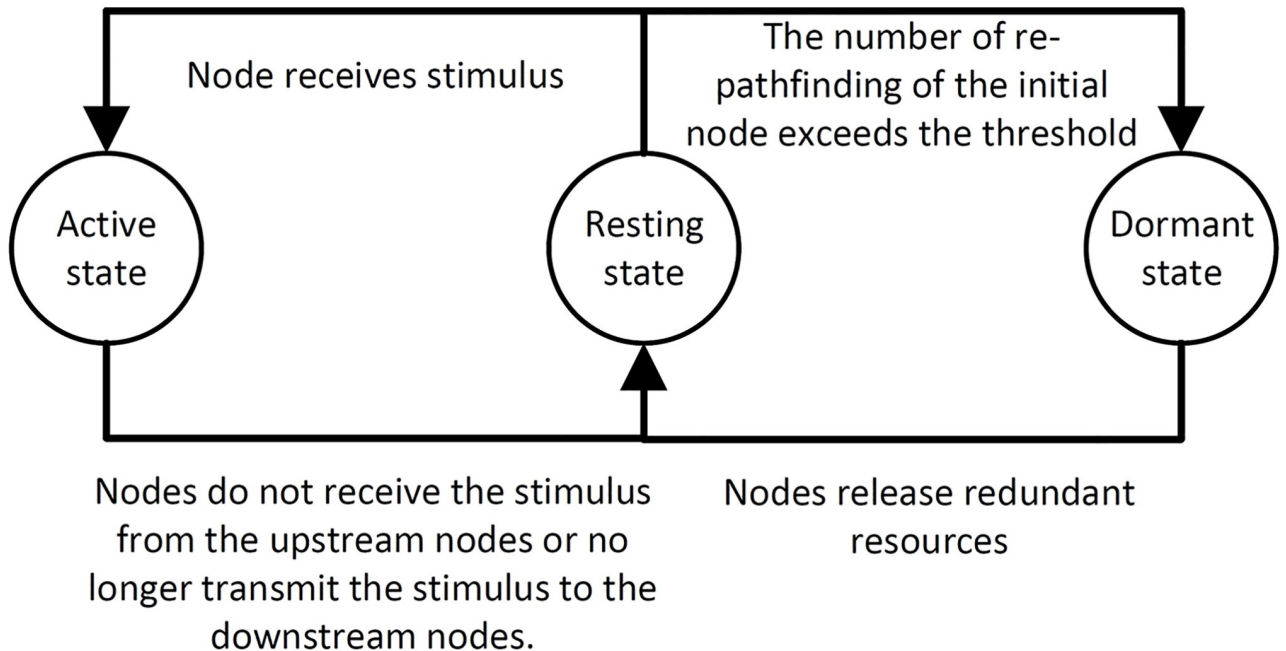 Node receives stimulus
The number of re-
pathfinding of the initial
node exceeds the threshold
Active
state
Resting
state
Dormant
state
Nodes do not receive the stimulus
from the upstream nodes or no
longer transmit the stimulus to the
downstream nodes.
Nodes release redundant
resources